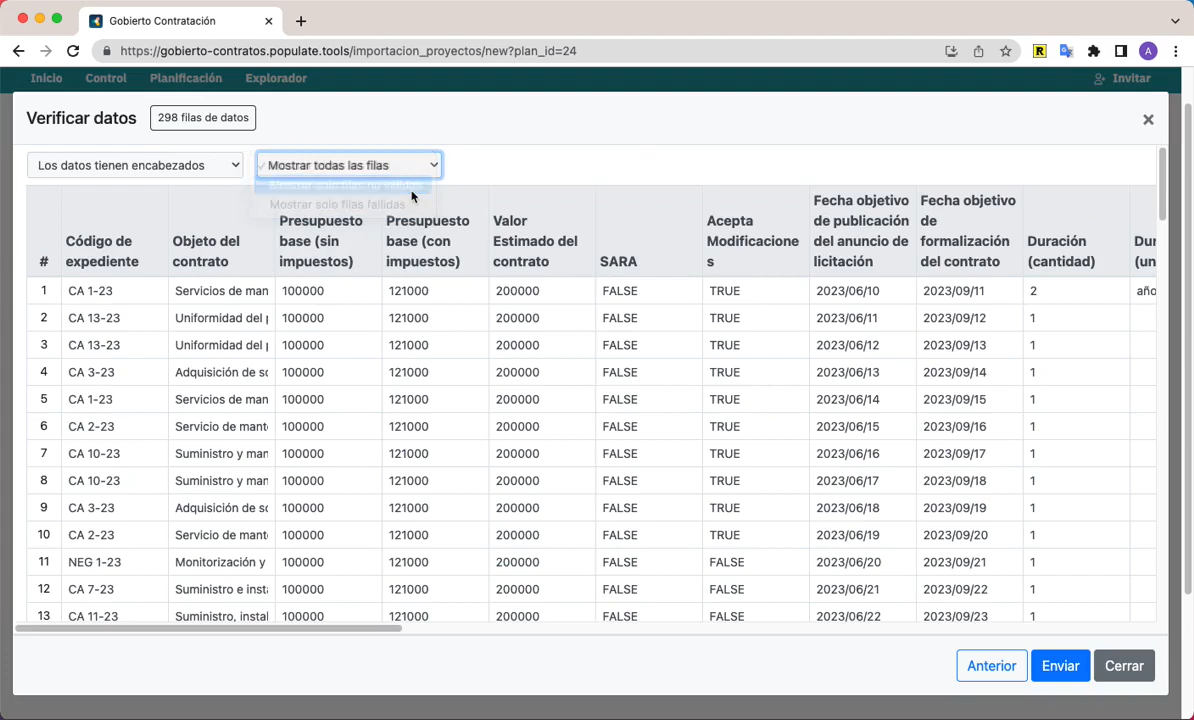 Gobierto Contratación
https://gobierto-contratos.populate.tools/importacion_proyectos/new?plan_id=24
R
A
Inicio Control Planificación Explorador Invitar
Verificar datos 298 filas de datos
Los datos tienen encabezados ✓ Mostrar todas las filas
Mostrar solo filas no válidas
Mostrar solo filas fallidas
# Código de expediente Objeto del contrato Presupuesto base (sin impuestos) Presupuesto base (con impuestos) Valor Estimado del contrato SARA Acepta Modificacione s Fecha objetivo de publicación del anuncio de licitación Fecha objetivo de formalización del contrato Duración (cantidad) Dur (un
1 CA 1-23 Servicios de man 100000 121000 200000 FALSE TRUE 2023/06/10 2023/09/11 2 año
2 CA 13-23 Uniformidad del p 100000 121000 200000 FALSE TRUE 2023/06/11 2023/09/12 1
3 CA 13-23 Uniformidad del p 100000 121000 200000 FALSE TRUE 2023/06/12 2023/09/13 1
4 CA 3-23 Adquisición de so 100000 121000 200000 FALSE TRUE 2023/06/13 2023/09/14 1
5 CA 1-23 Servicios de man 100000 121000 200000 FALSE TRUE 2023/06/14 2023/09/15 1
6 CA 2-23 Servicio de mant 100000 121000 200000 FALSE TRUE 2023/06/15 2023/09/16 1
7 CA 10-23 Suministro y man 100000 121000 200000 FALSE TRUE 2023/06/16 2023/09/17 1
8 CA 10-23 Suministro y man 100000 121000 200000 FALSE TRUE 2023/06/17 2023/09/18 1
9 CA 3-23 Adquisición de so 100000 121000 200000 FALSE TRUE 2023/06/18 2023/09/19 1
10 CA 2-23 Servicio de mant 100000 121000 200000 FALSE TRUE 2023/06/19 2023/09/20 1
11 NEG 1-23 Monitorización y 100000 121000 200000 FALSE FALSE 2023/06/20 2023/09/21 1
12 CA 7-23 Suministro e insta 100000 121000 200000 FALSE FALSE 2023/06/21 2023/09/22 1
13 CA 11-23 Suministro, instal 100000 121000 200000 FALSE FALSE 2023/06/22 2023/09/23 1
Anterior Enviar Cerrar